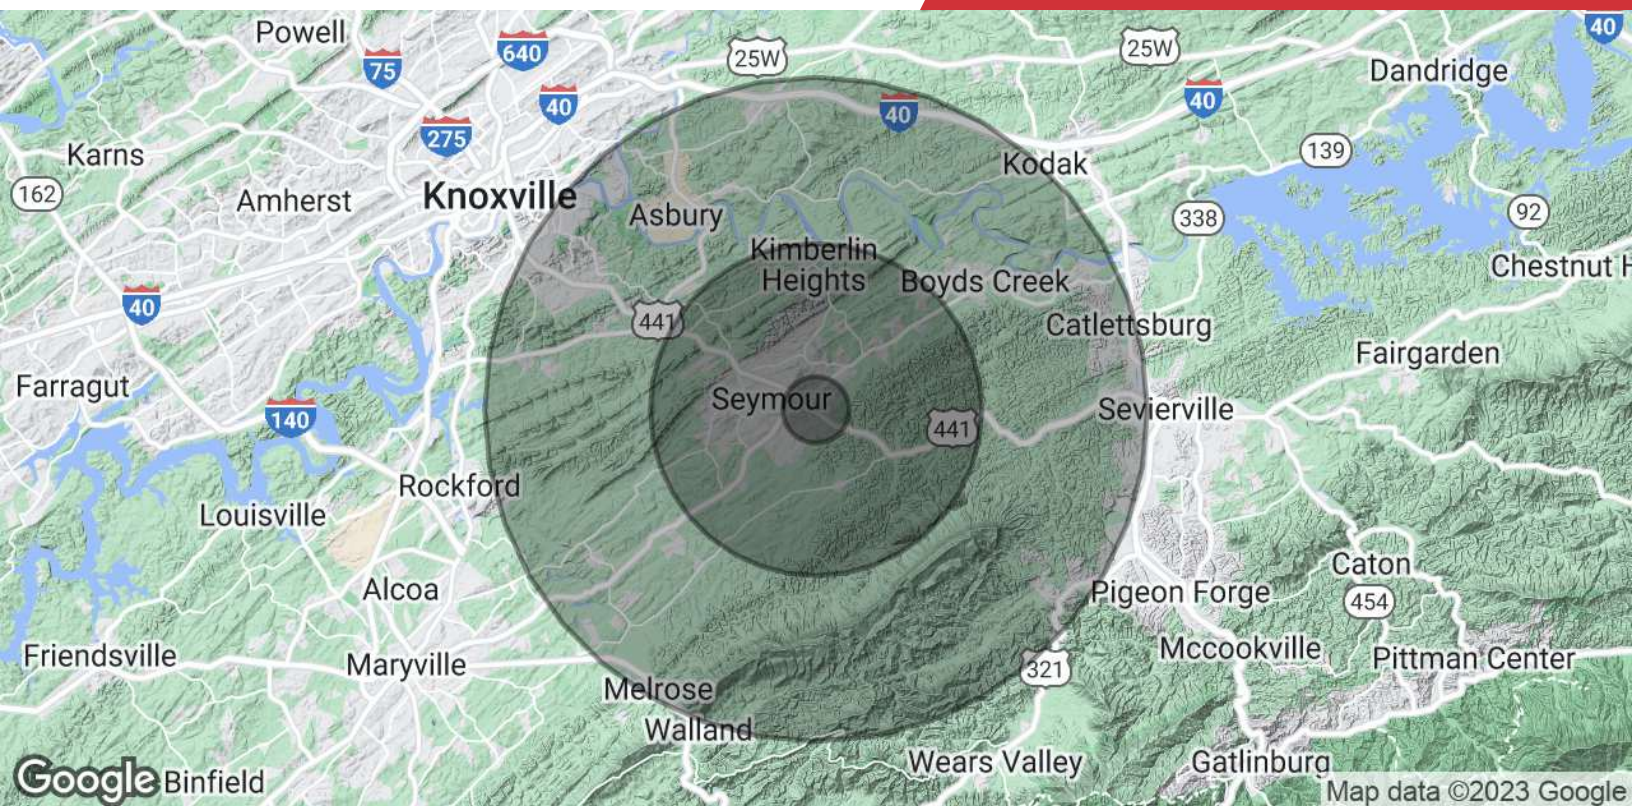 Powell
75
640
25W
25W
40
Dandridge
40
40
40
275
Karns
162
Amherst
Knoxville
Asbury
Kodak
139
338
92
Kimberlin
Heights
Boyds Creek
Chestnut H
40
441
Catlettsburg
Fairgarden
Farragut
140
Seymour
441
Sevierville
Rockford
Louisville
Alcoa
Pigeon Forge
Caton
454
Friendsville
Maryville
Mccookville
Pittman Center
321
Melrose
Walland
Wears Valley
Gatlinburg
Google
Binfield
Map data ©2023 Google